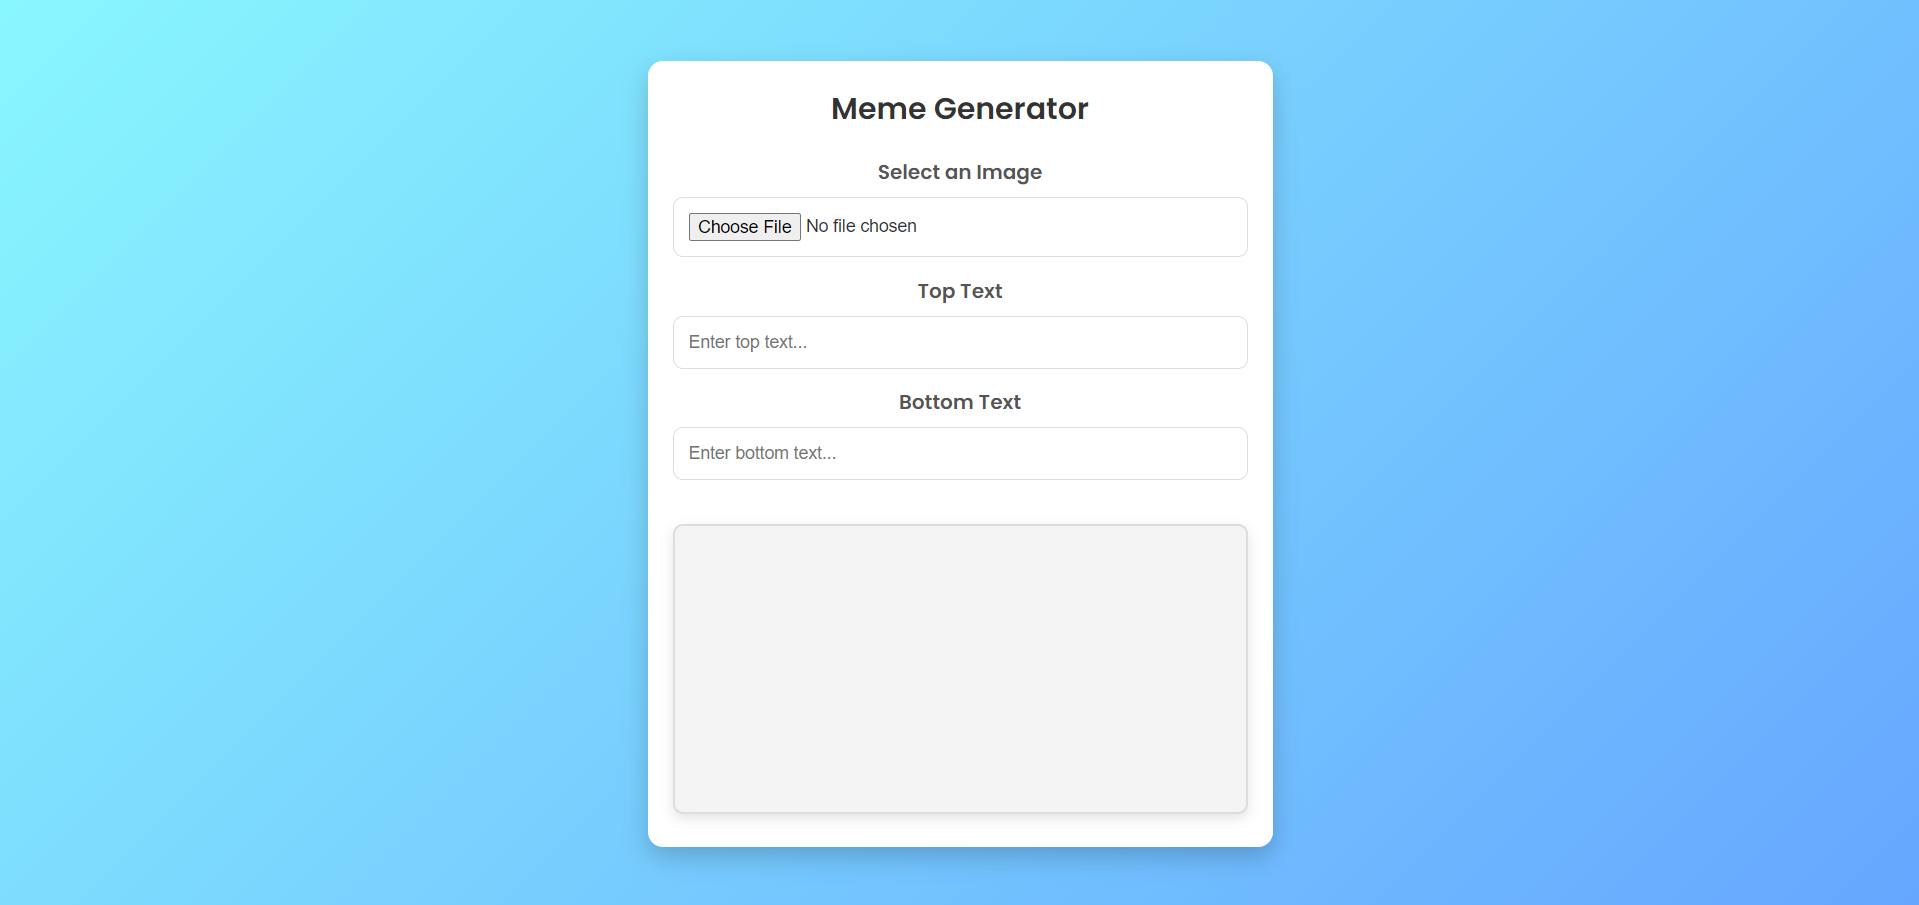 Meme Generator
Select an Image
Choose File No file chosen
Top Text
Enter top text...
Bottom Text
Enter bottom text...